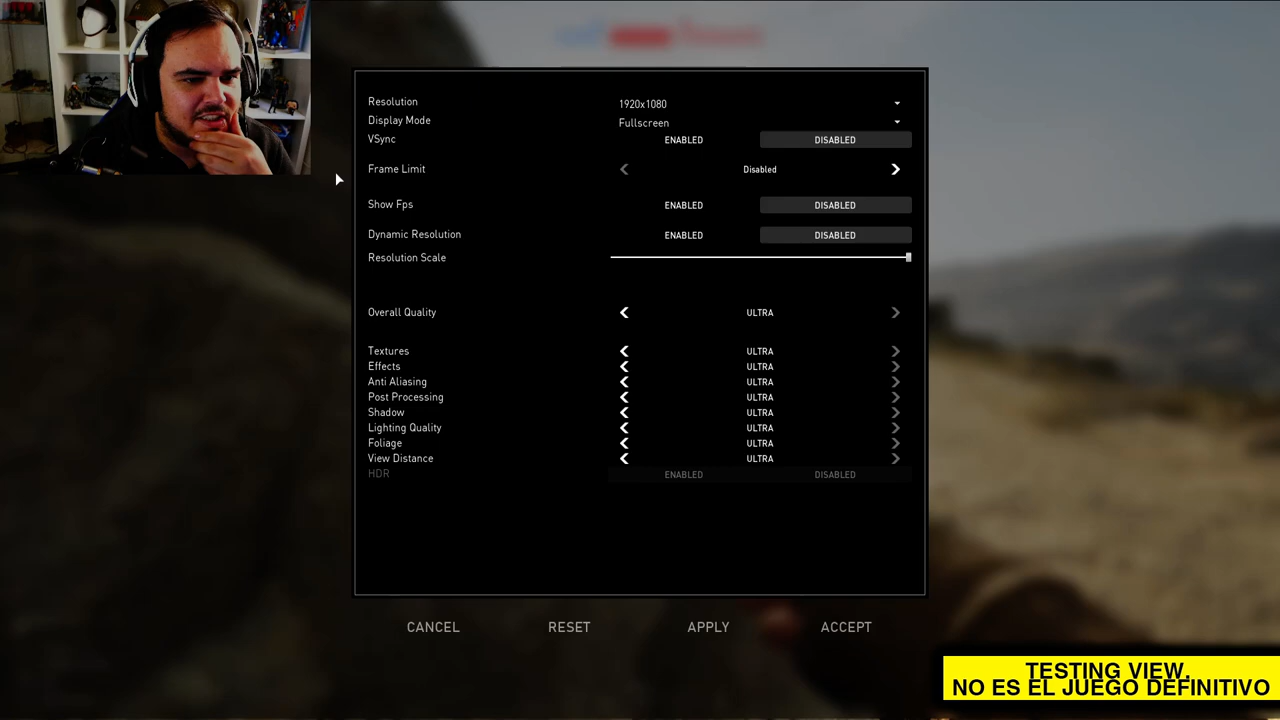 Resolution 1920x1080
Display Mode Fullscreen
VSync ENABLED DISABLED
Frame Limit Disabled
Show Fps ENABLED DISABLED
Dynamic Resolution ENABLED DISABLED
Resolution Scale
Overall Quality ULTRA
Textures ULTRA
Effects ULTRA
Anti Aliasing ULTRA
Post Processing ULTRA
Shadow ULTRA
Lighting Quality ULTRA
Foliage ULTRA
View Distance ULTRA
HDR ENABLED DISABLED
CANCEL RESET APPLY ACCEPT
TESTING VIEW.
NO ES EL JUEGO DEFINITIVO